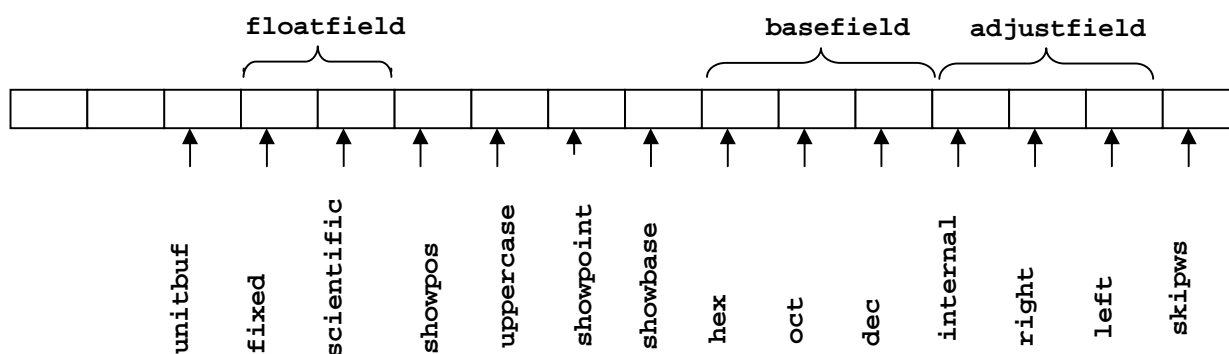 floatfield basefield adjustfield
unitbuf
fixed
scientific
showpos
uppercase
showpoint
showbase
hex
oct
dec
internal
right
left
skipws